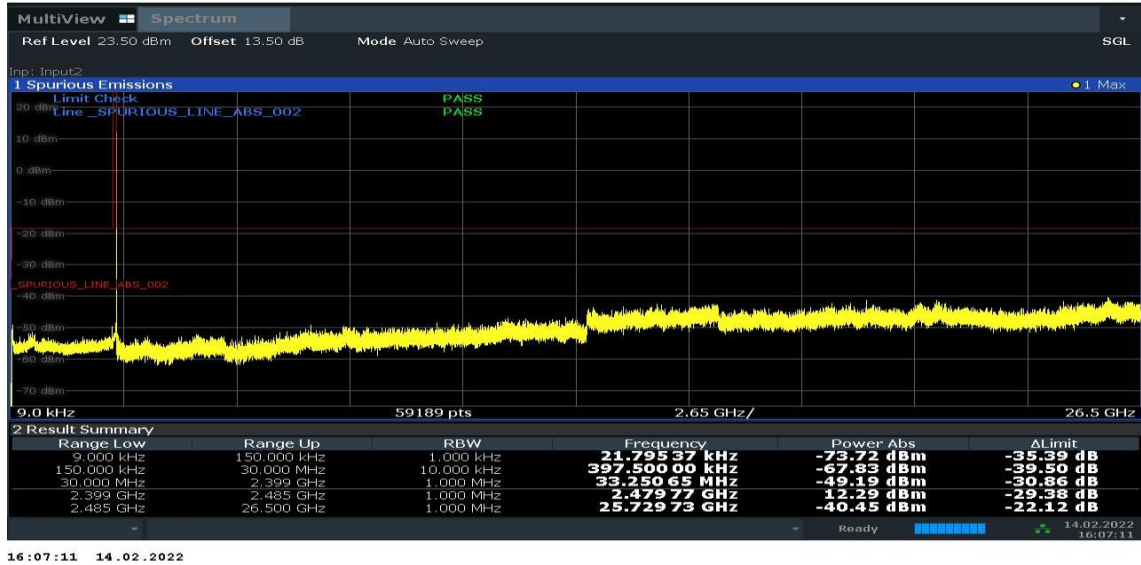 MultiView Spectrum
Ref Level 23.50 dBm Offset 13.50 dB Mode Auto Sweep SGL
Inp: Input2
1 Spurious Emissions 1 Max
Limit Check PASS
20 dBm
Line _SPURIOUS_LINE_ABS_002 PASS
10 dBm
0 dBm
-10 dBm
-20 dBm
-30 dBm
_SPURIOUS_LINE_ABS_002
-40 dBm
-50 dBm
-60 dBm
-70 dBm
9.0 kHz 59189 pts 2.65 GHz/ 26.5 GHz
2 Result Summary
Range Low Range Up RBW Frequency Power Abs ΔLimit
9.000 kHz 150.000 kHz 1.000 kHz 21.795 37 kHz -73.72 dBm -35.39 dB
150.000 kHz 30.000 MHz 10.000 kHz 397.500 00 kHz -67.83 dBm -39.50 dB
30.000 MHz 2.399 GHz 1.000 MHz 33.250 65 MHz -49.19 dBm -30.86 dB
2.399 GHz 2.485 GHz 1.000 MHz 2.479 77 GHz 12.29 dBm -29.38 dB
2.485 GHz 26.500 GHz 1.000 MHz 25.729 73 GHz -40.45 dBm -22.12 dB
Ready 14.02.2022
16:07:11
16:07:11 14.02.2022